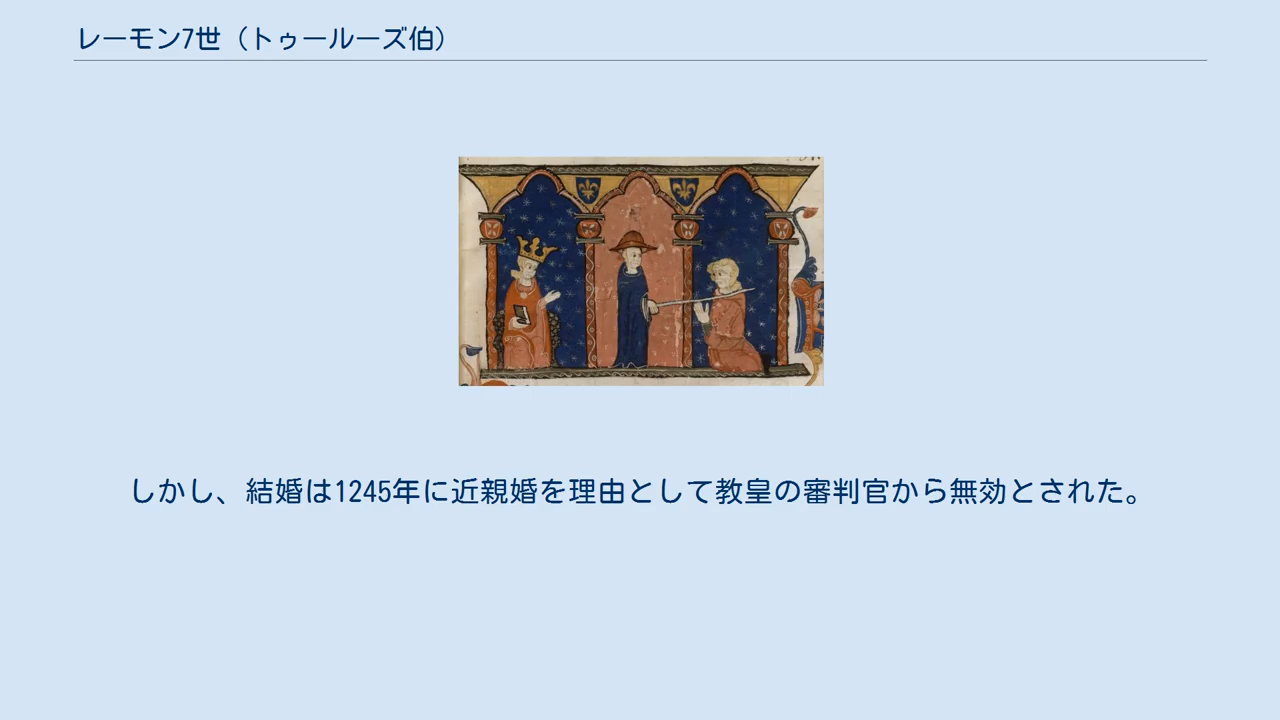 レーモン7世（トゥールーズ伯）
しかし、結婚は1245年に近親婚を理由として教皇の審判官から無効とされた。